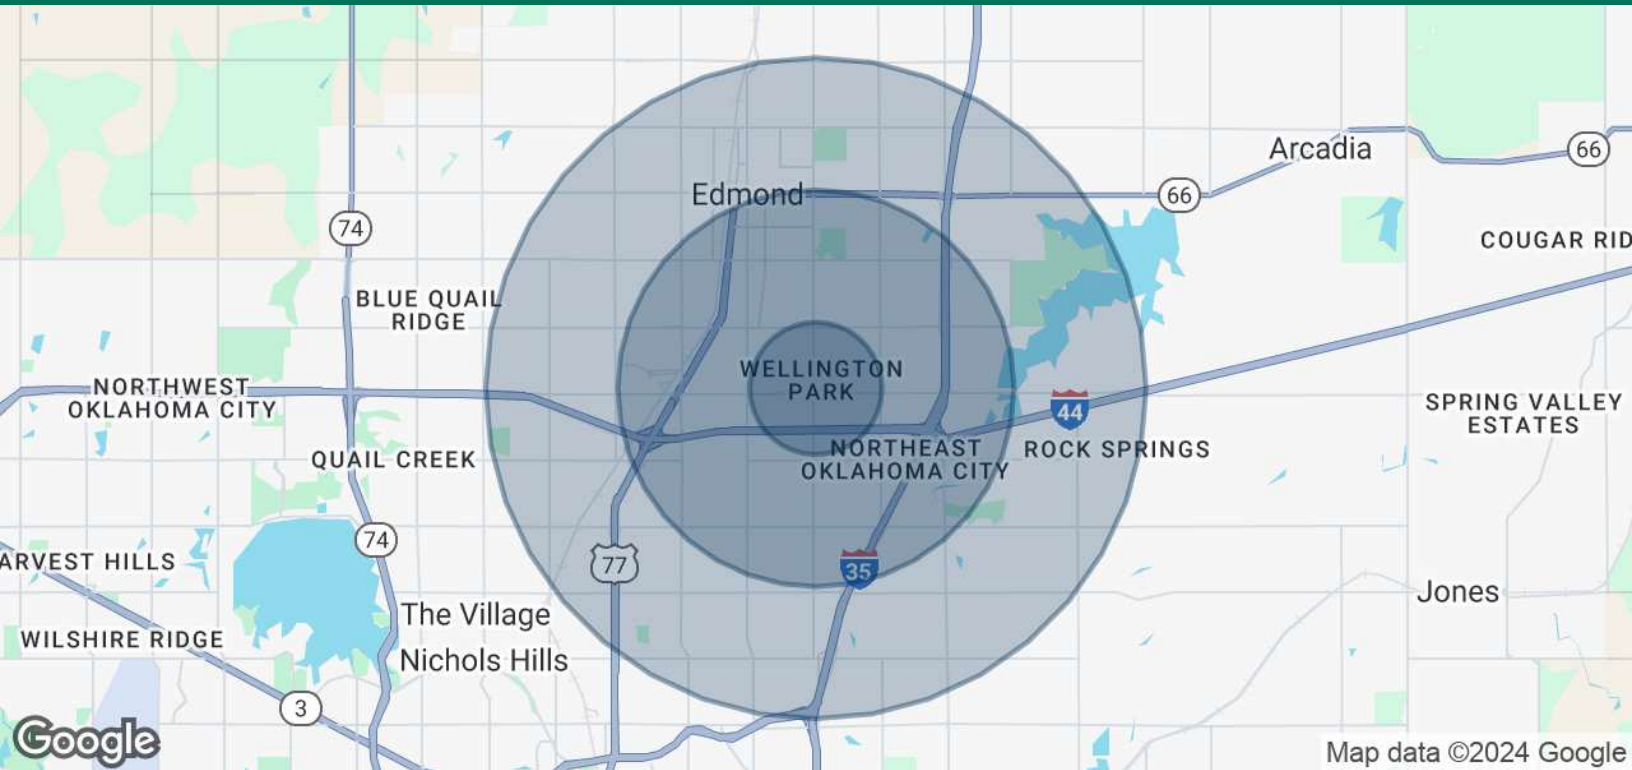 Arcadia
66
66
Edmond
74
COUGAR RID
BLUE QUAIL
RIDGE
WELLINGTON
PARK
NORTHWEST
OKLAHOMA CITY
44
SPRING VALLEY
ESTATES
QUAIL CREEK
NORTHEAST
OKLAHOMA CITY
ROCK SPRINGS
74
ARVEST HILLS
77
35
Jones
The Village
WILSHIRE RIDGE
Nichols Hills
3
Google
Map data ©2024 Google